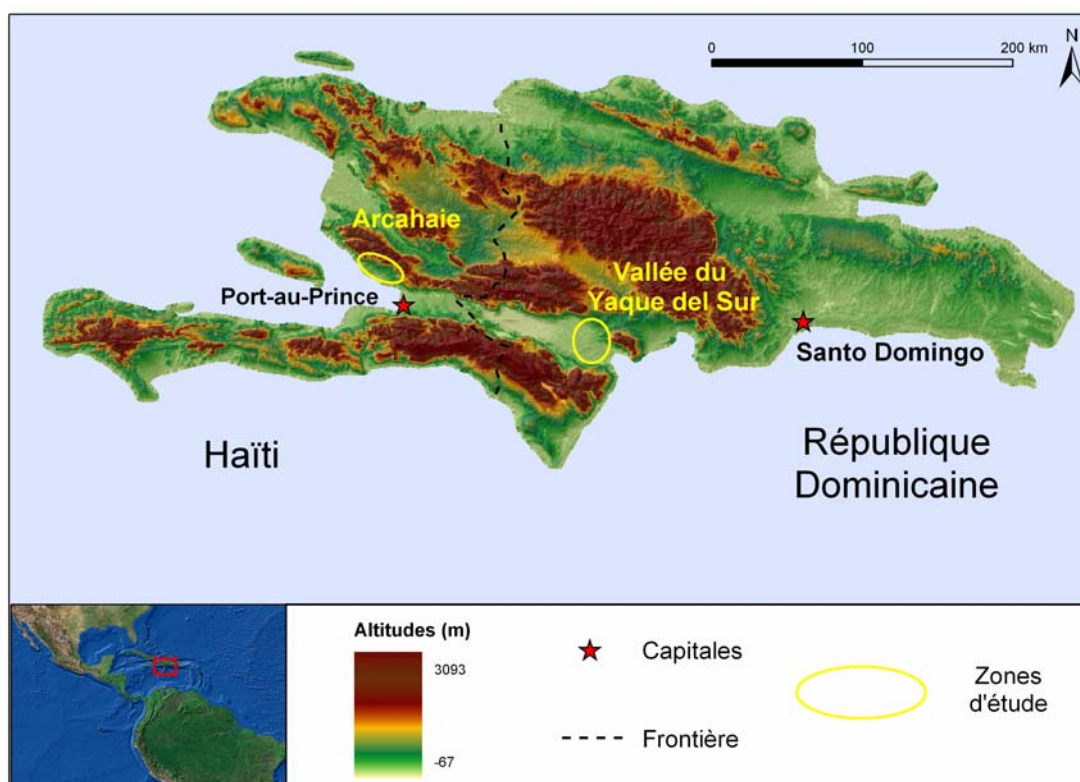 0 100 200 km
N
Arcahaie
Port-au-Prince
Vallée du
Yaque del Sur
Santo Domingo
Haïti
République
Dominicaine
Altitudes (m)
3093
-67
Capitales
Frontière
Zones
d'étude